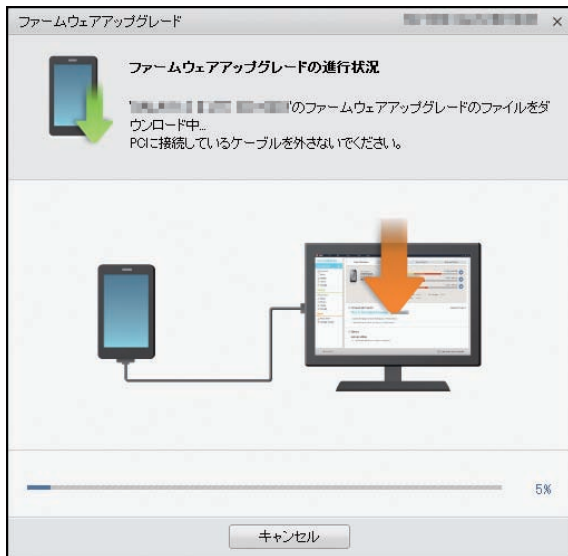 ファームウェアアップグレード
ファームウェアアップグレードの進行状況
のファームウェアアップグレードのファイルをダ
ウンロード中...
PCに接続しているケーブルを外さないでください。
5%
キャンセル